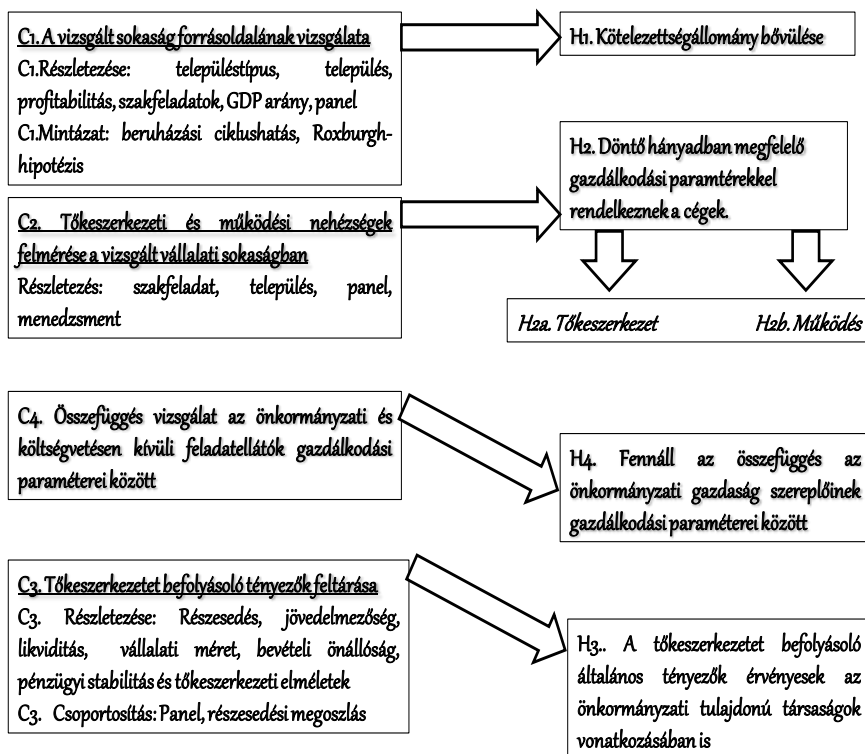 C1. A vizsgált sokaság forrásoldalának vizsgálata
C1.Részletezése: településtípus, település,
profitabilitás, szakfeladatok, GDP arány, panel
C1.Mintázat: beruházási ciklushatás, Roxburgh-
hipotézis
H1. Kötelezettségállomány bővülése
C2. Tőkeszerkezeti és működési nehézségek
felmérése a vizsgált vállalati sokaságban
Részletezés: szakfeladat, település, panel,
menedzsment
H2. Döntő hányadban megfelelő
gazdálkodási paramtérekkel
rendelkeznek a cégek.
H2a. Tőkeszerkezet
H2b. Működés
C4. Összefüggés vizsgálat az önkormányzati és
költségvetésen kívüli feladatellátók gazdálkodási
paraméterei között
H4. Fennáll az összefüggés az
önkormányzati gazdaság szereplőinek
gazdálkodási paraméterei között
C3. Tőkeszerkezetet befolyásoló tényezők feltárása
C3. Részletezése: Részesedés, jövedelmezőség,
likviditás, vállalati méret, bevételi önállóság,
pénzügyi stabilitás és tőkeszerkezeti elméletek
C3. Csoportosítás: Panel, részesedési megoszlás
H3.. A tőkeszerkezetet befolyásoló
általános tényezők érvényesek az
önkormányzati tulajdonú társaságok
vonatkozásában is